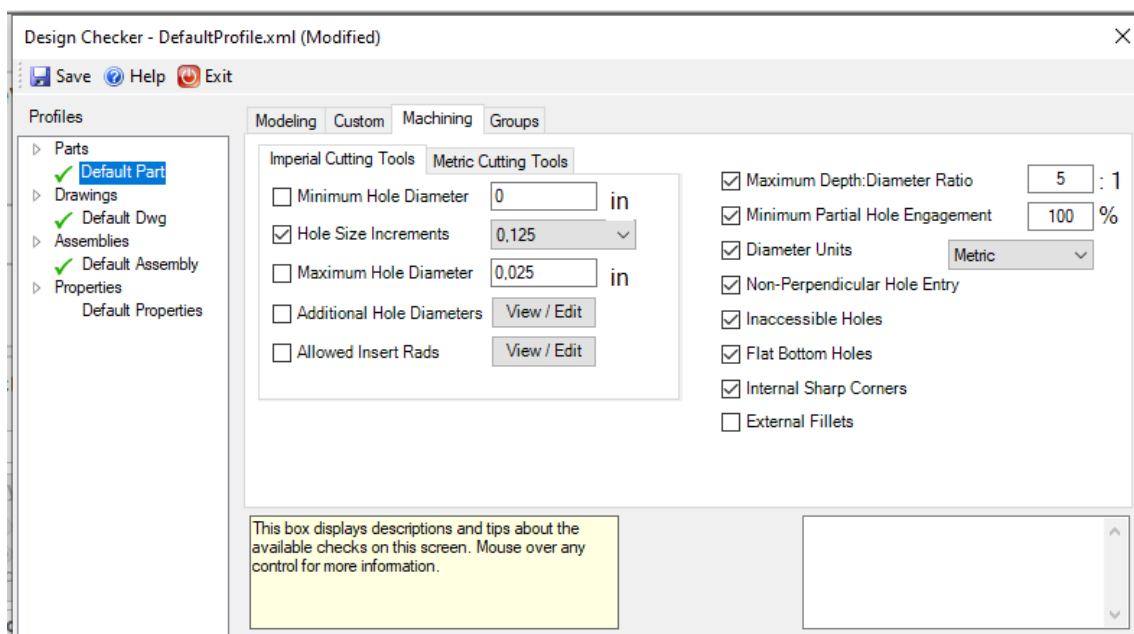 Design Checker - DefaultProfile.xml (Modified)
Save Help Exit
Profiles
Parts
Default Part
Drawings
Default Dwg
Assemblies
Default Assembly
Properties
Default Properties
Modeling Custom Machining Groups
Imperial Cutting Tools Metric Cutting Tools
Minimum Hole Diameter 0 in
Hole Size Increments 0,125
Maximum Hole Diameter 0,025 in
Additional Hole Diameters View / Edit
Allowed Insert Rads View / Edit
Maximum Depth:Diameter Ratio 5 : 1
Minimum Partial Hole Engagement 100 %
Diameter Units Metric
Non-Perpendicular Hole Entry
Inaccessible Holes
Flat Bottom Holes
Internal Sharp Corners
External Fillets
This box displays descriptions and tips about the
available checks on this screen. Mouse over any
control for more information.